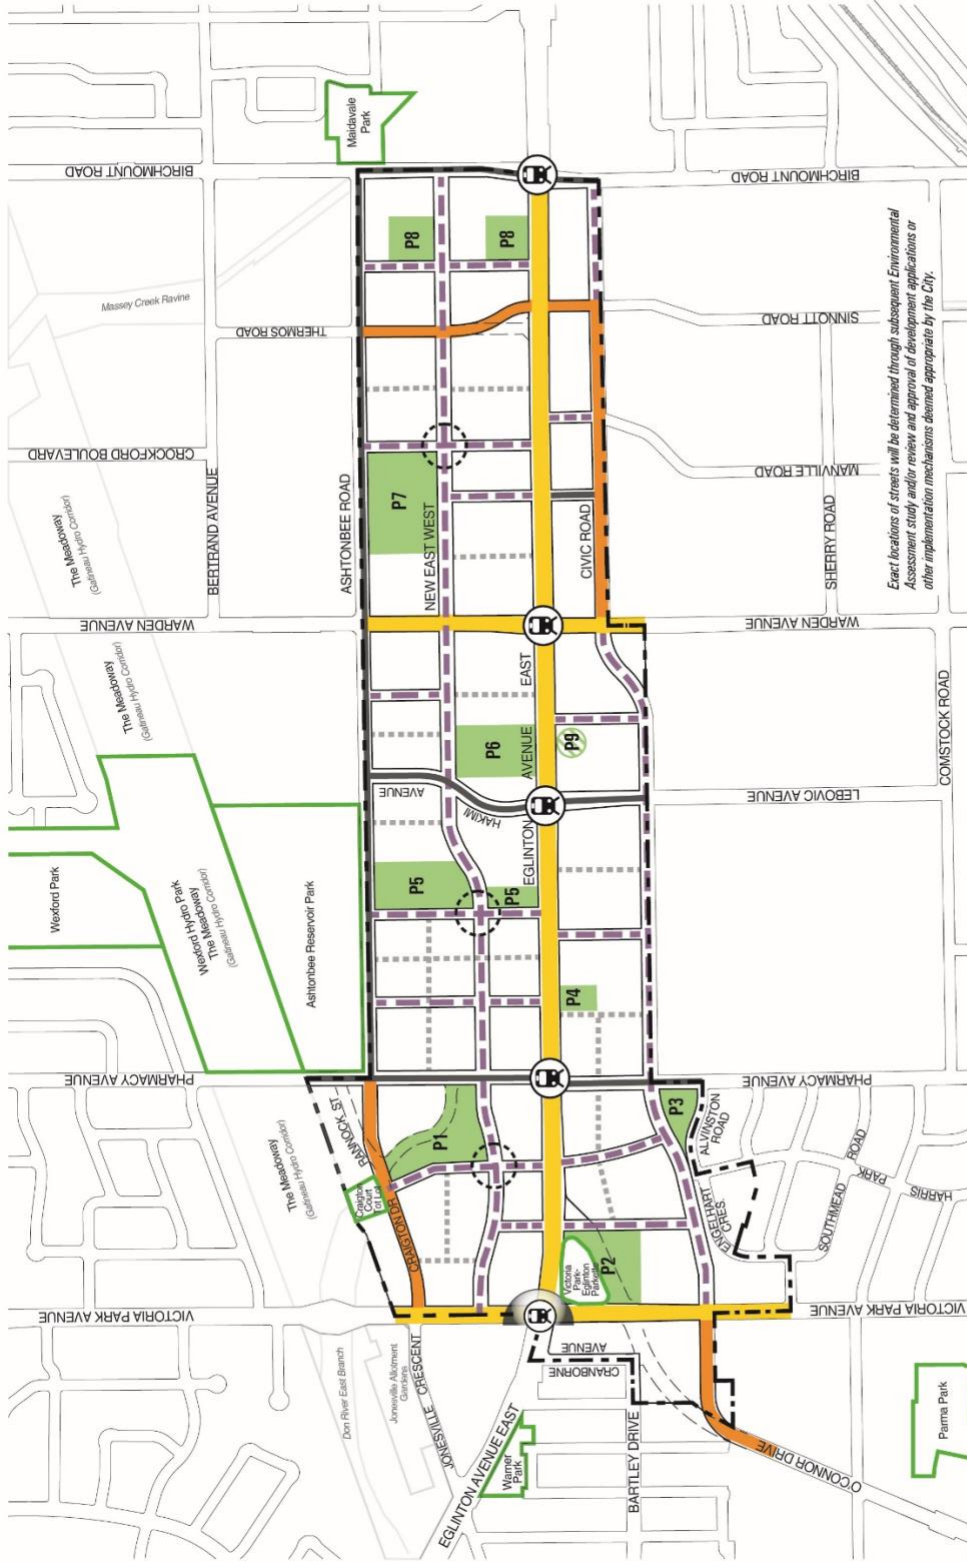 VICTORIA PARK AVENUE
PHARMACY AVENUE
WARDEN AVENUE
CROCKFORD BOULEVARD
BIRCHMOUNT ROAD
Wexford Park
The Meadoway
(Gatineau Hydro Corridor)
Massey Creek Ravine
Wexford Hydro Park
The Meadoway
(Gatineau Hydro Corridor)
The Meadoway
(Gatineau Hydro Corridor)
BERTRAND AVENUE
THERMOS ROAD
The Meadoway
(Gatineau Hydro Corridor)
Ashtonbee Reservoir Park
ASHTONBEE ROAD
Maidavale
Park
Don River East Branch
Jonesville Allotment
Gardens
JONESVILLE CRESCENT
Craigton
Court
Tot Lot
RANNOCK ST
CRAIGTON DR
P1
P5
HAKIMI
AVENUE
P6
P7
NEW EAST WEST
P8
P8
P5
EGLINTON AVENUE EAST
EGLINTON
AVENUE
EAST
Warner
Park
CRANBORNE
AVENUE
Victoria
Park-
Eglinton
Parkette
P2
P4
P9
CIVIC ROAD
BARTLEY DRIVE
P3
ALVINSTON
ROAD
ENGELHART
CRES.
O'CONNOR DRIVE
VICTORIA PARK AVENUE
PHARMACY AVENUE
LEBOVIC AVENUE
WARDEN AVENUE
MANVILLE ROAD
SINNOTT ROAD
BIRCHMOUNT ROAD
SOUTHMEAD
ROAD
HARRIS
PARK
SHERRY ROAD
COMSTOCK ROAD
Parma Park
Exact locations of streets will be determined through subsequent Environmental
Assessment study and/or review and approval of development applications or
other implementation mechanisms deemed appropriate by the City.